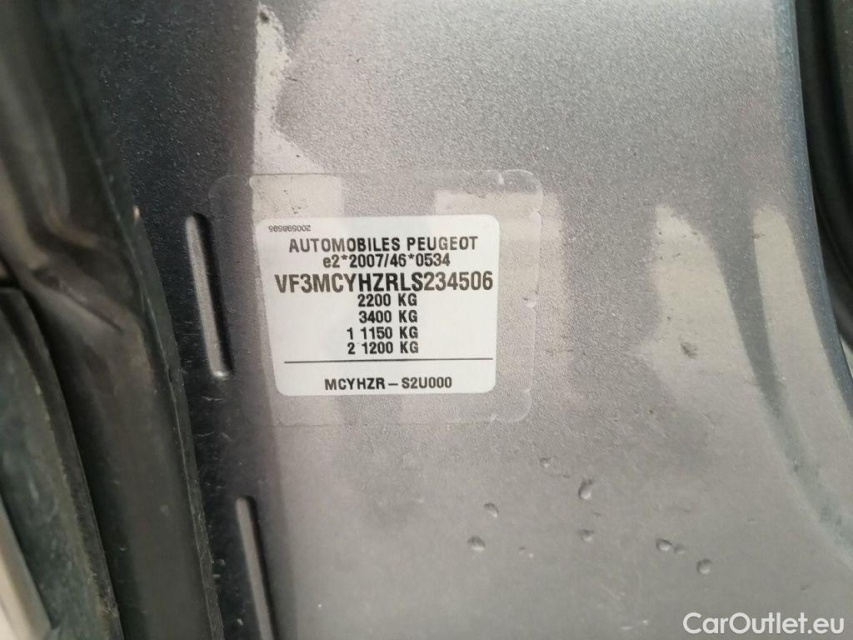 200598595
AUTOMOBILES PEUGEOT
e2*2007/46*0534
VF3MCYHZRLS234506
2200 KG
3400 KG
1 1150 KG
2 1200 KG
MCYHZR-S2U000
CarOutlet.eu